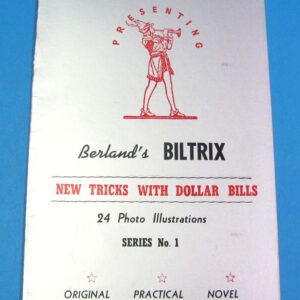 PRESENTING
Berland's BILTRIX
NEW TRICKS WITH DOLLAR BILLS
24 Photo Illustrations
SERIES No. 1
ORIGINAL PRACTICAL NOVEL